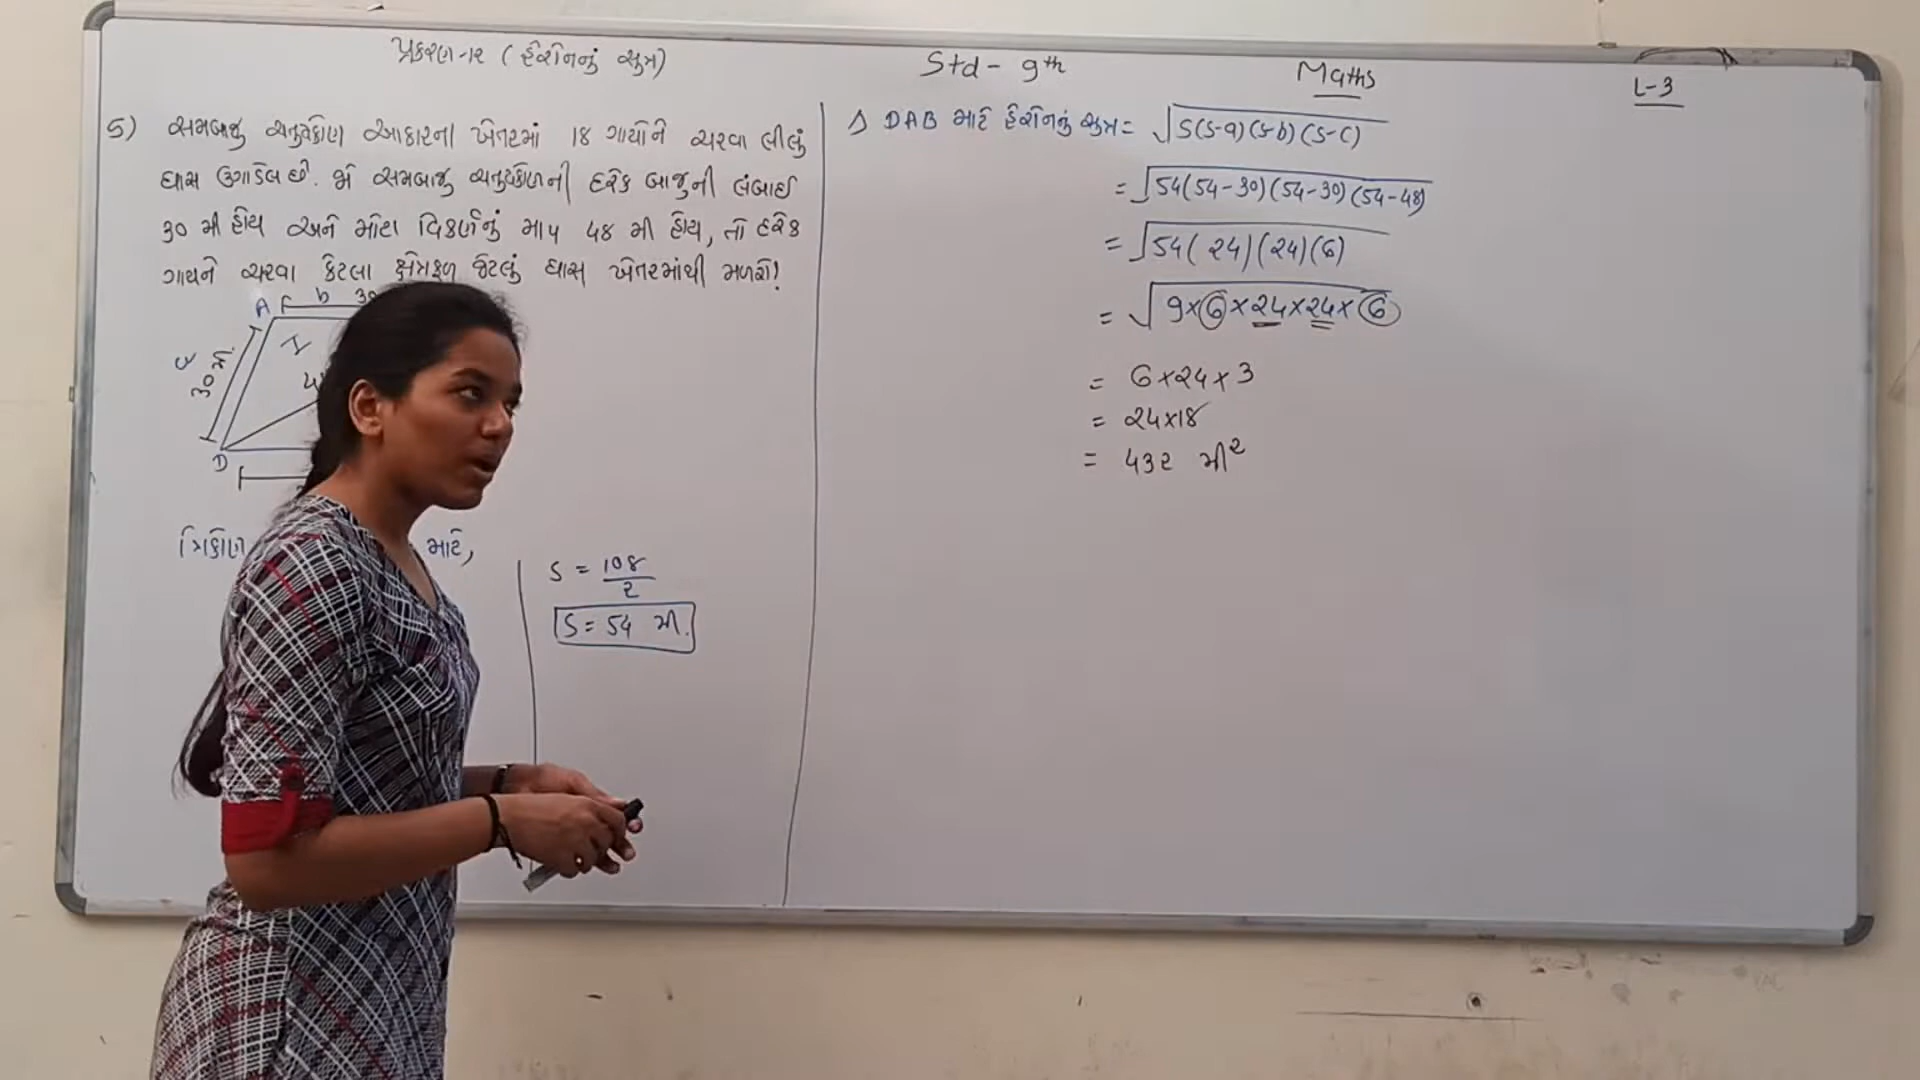 પ્રકરણ-૧૨ (હેરોનનું સુત્ર)
Std - 9th
Maths
L-3
5) સમબાજુ ચતુષ્કોણ આકારના ખેતરમાં 18 ગાયોને ચરવા લીલું
ઘાસ ઉગાડેલ છે. જો સમબાજુ ચતુષ્કોણની દરેક બાજુની લંબાઈ
30 મી હોય અને મોટા વિકર્ણનું માપ 48 મી હોય, તો દરેક
ગાયને ચરવા કેટલા ક્ષેત્રફળ જેટલું ઘાસ ખેતરમાંથી મળશે!
A b
I
30 મી.
D
ત્રિકોણ માટે,
S = 108/2
S = 54 મી.
Δ DAB માટે હેરોનનું સુત્ર = √S(S-a)(S-b)(S-c)
= √54(54-30)(54-30)(54-48)
= √54(24)(24)(6)
= √9×6×24×24×6
= 6×24×3
= 24×18
= 432 મી²